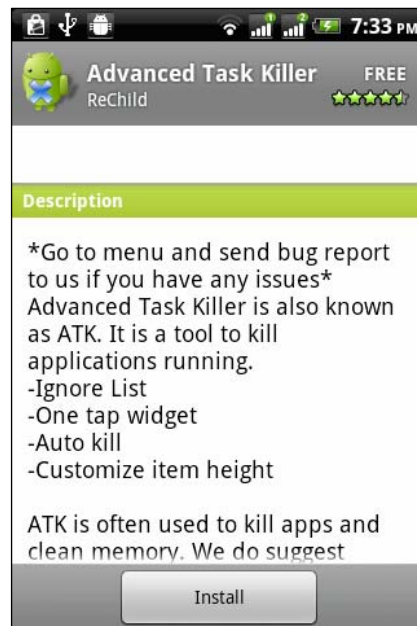 1 2 7:33 PM
Advanced Task Killer FREE
ReChild
Description
*Go to menu and send bug report
to us if you have any issues*
Advanced Task Killer is also known
as ATK. It is a tool to kill
applications running.
-Ignore List
-One tap widget
-Auto kill
-Customize item height
ATK is often used to kill apps and
clean memory. We do suggest
Install